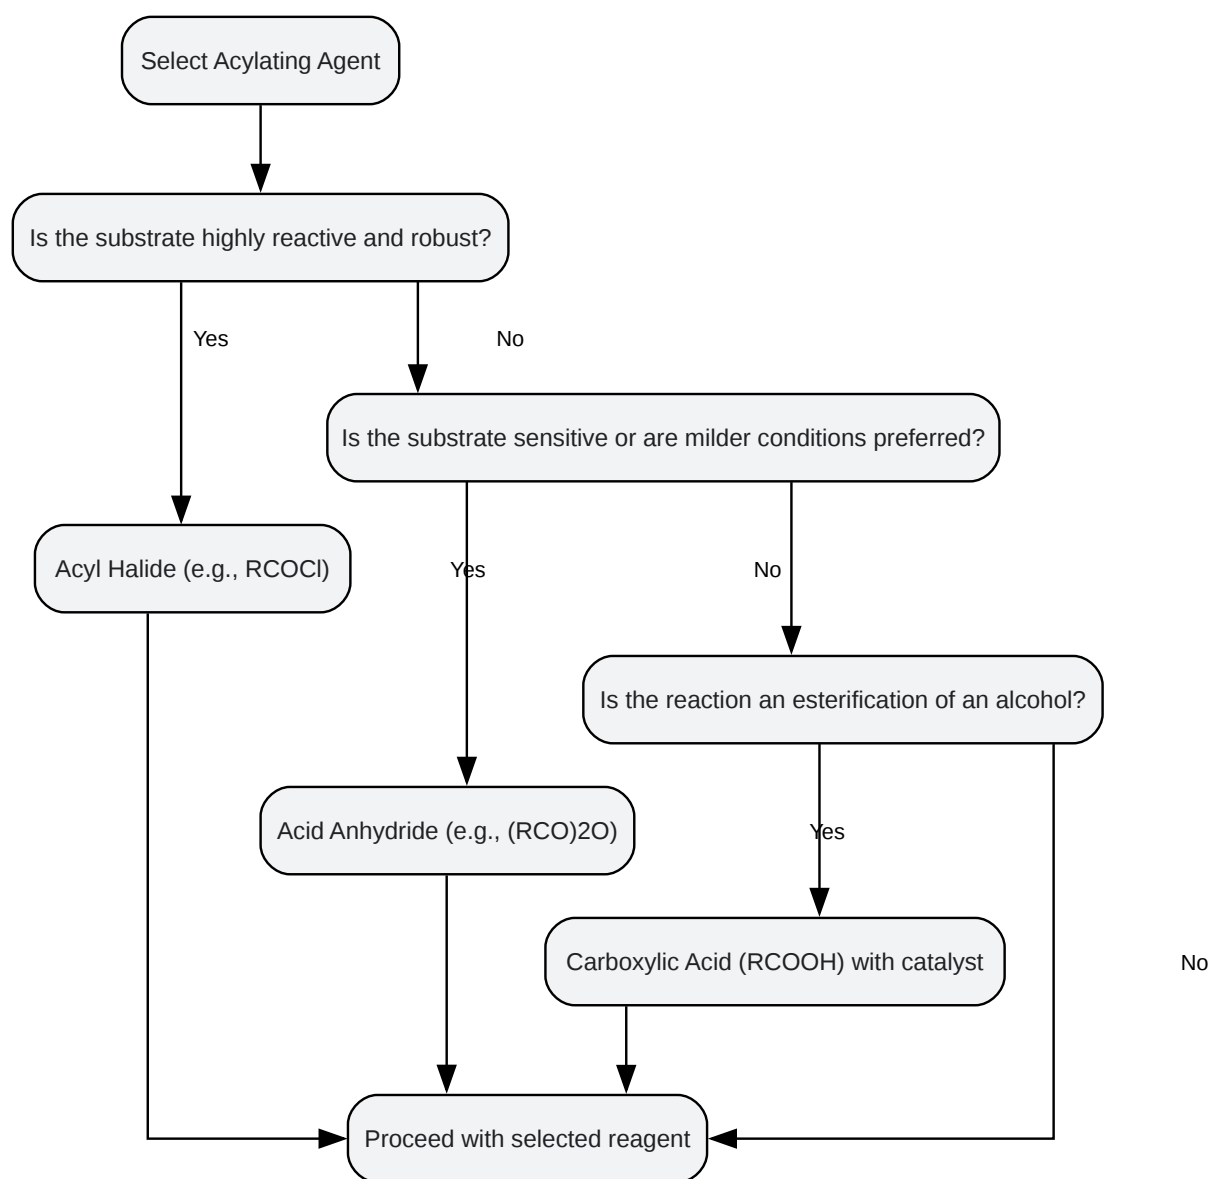 Select Acylating Agent
Is the substrate highly reactive and robust?
Yes
No
Is the substrate sensitive or are milder conditions preferred?
Acyl Halide (e.g., RCOCl)
Yes
No
Is the reaction an esterification of an alcohol?
Acid Anhydride (e.g., (RCO)2O)
Yes
Carboxylic Acid (RCOOH) with catalyst
No
Proceed with selected reagent